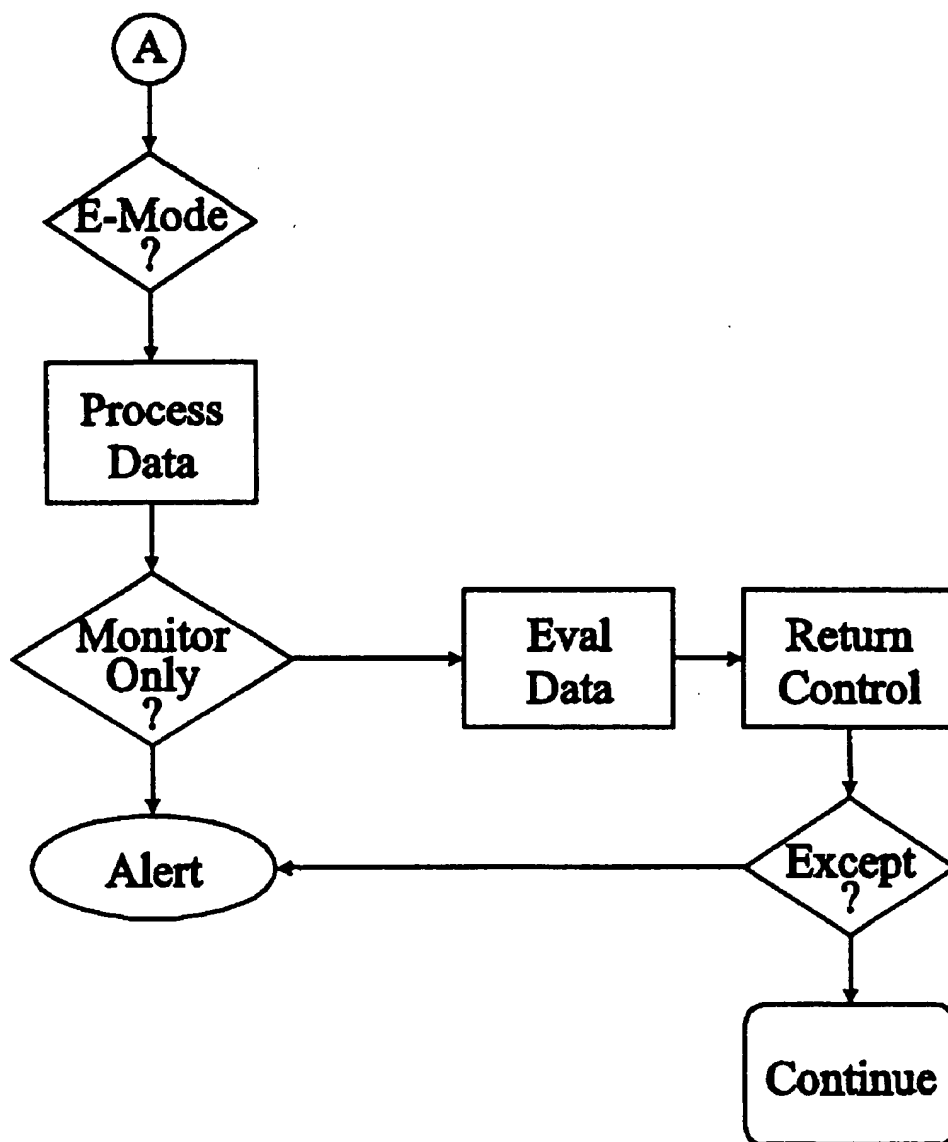 A
E-Mode
?
Process
Data
Monitor
Only
?
Eval
Data
Return
Control
Alert
Except
?
Continue